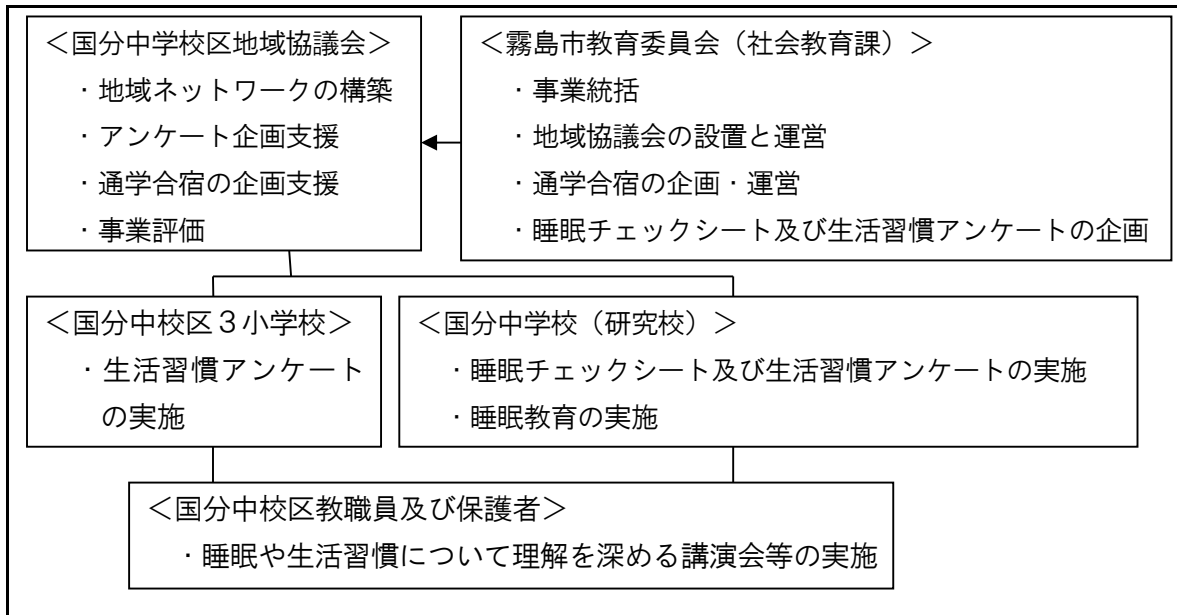 ＜国分中学校区地域協議会＞
・地域ネットワークの構築
・アンケート企画支援
・通学合宿の企画支援
・事業評価
＜霧島市教育委員会（社会教育課）＞
・事業統括
・地域協議会の設置と運営
・通学合宿の企画・運営
・睡眠チェックシート及び生活習慣アンケートの企画
＜国分中校区３小学校＞
・生活習慣アンケート
の実施
＜国分中学校（研究校）＞
・睡眠チェックシート及び生活習慣アンケートの実施
・睡眠教育の実施
＜国分中校区教職員及び保護者＞
・睡眠や生活習慣について理解を深める講演会等の実施